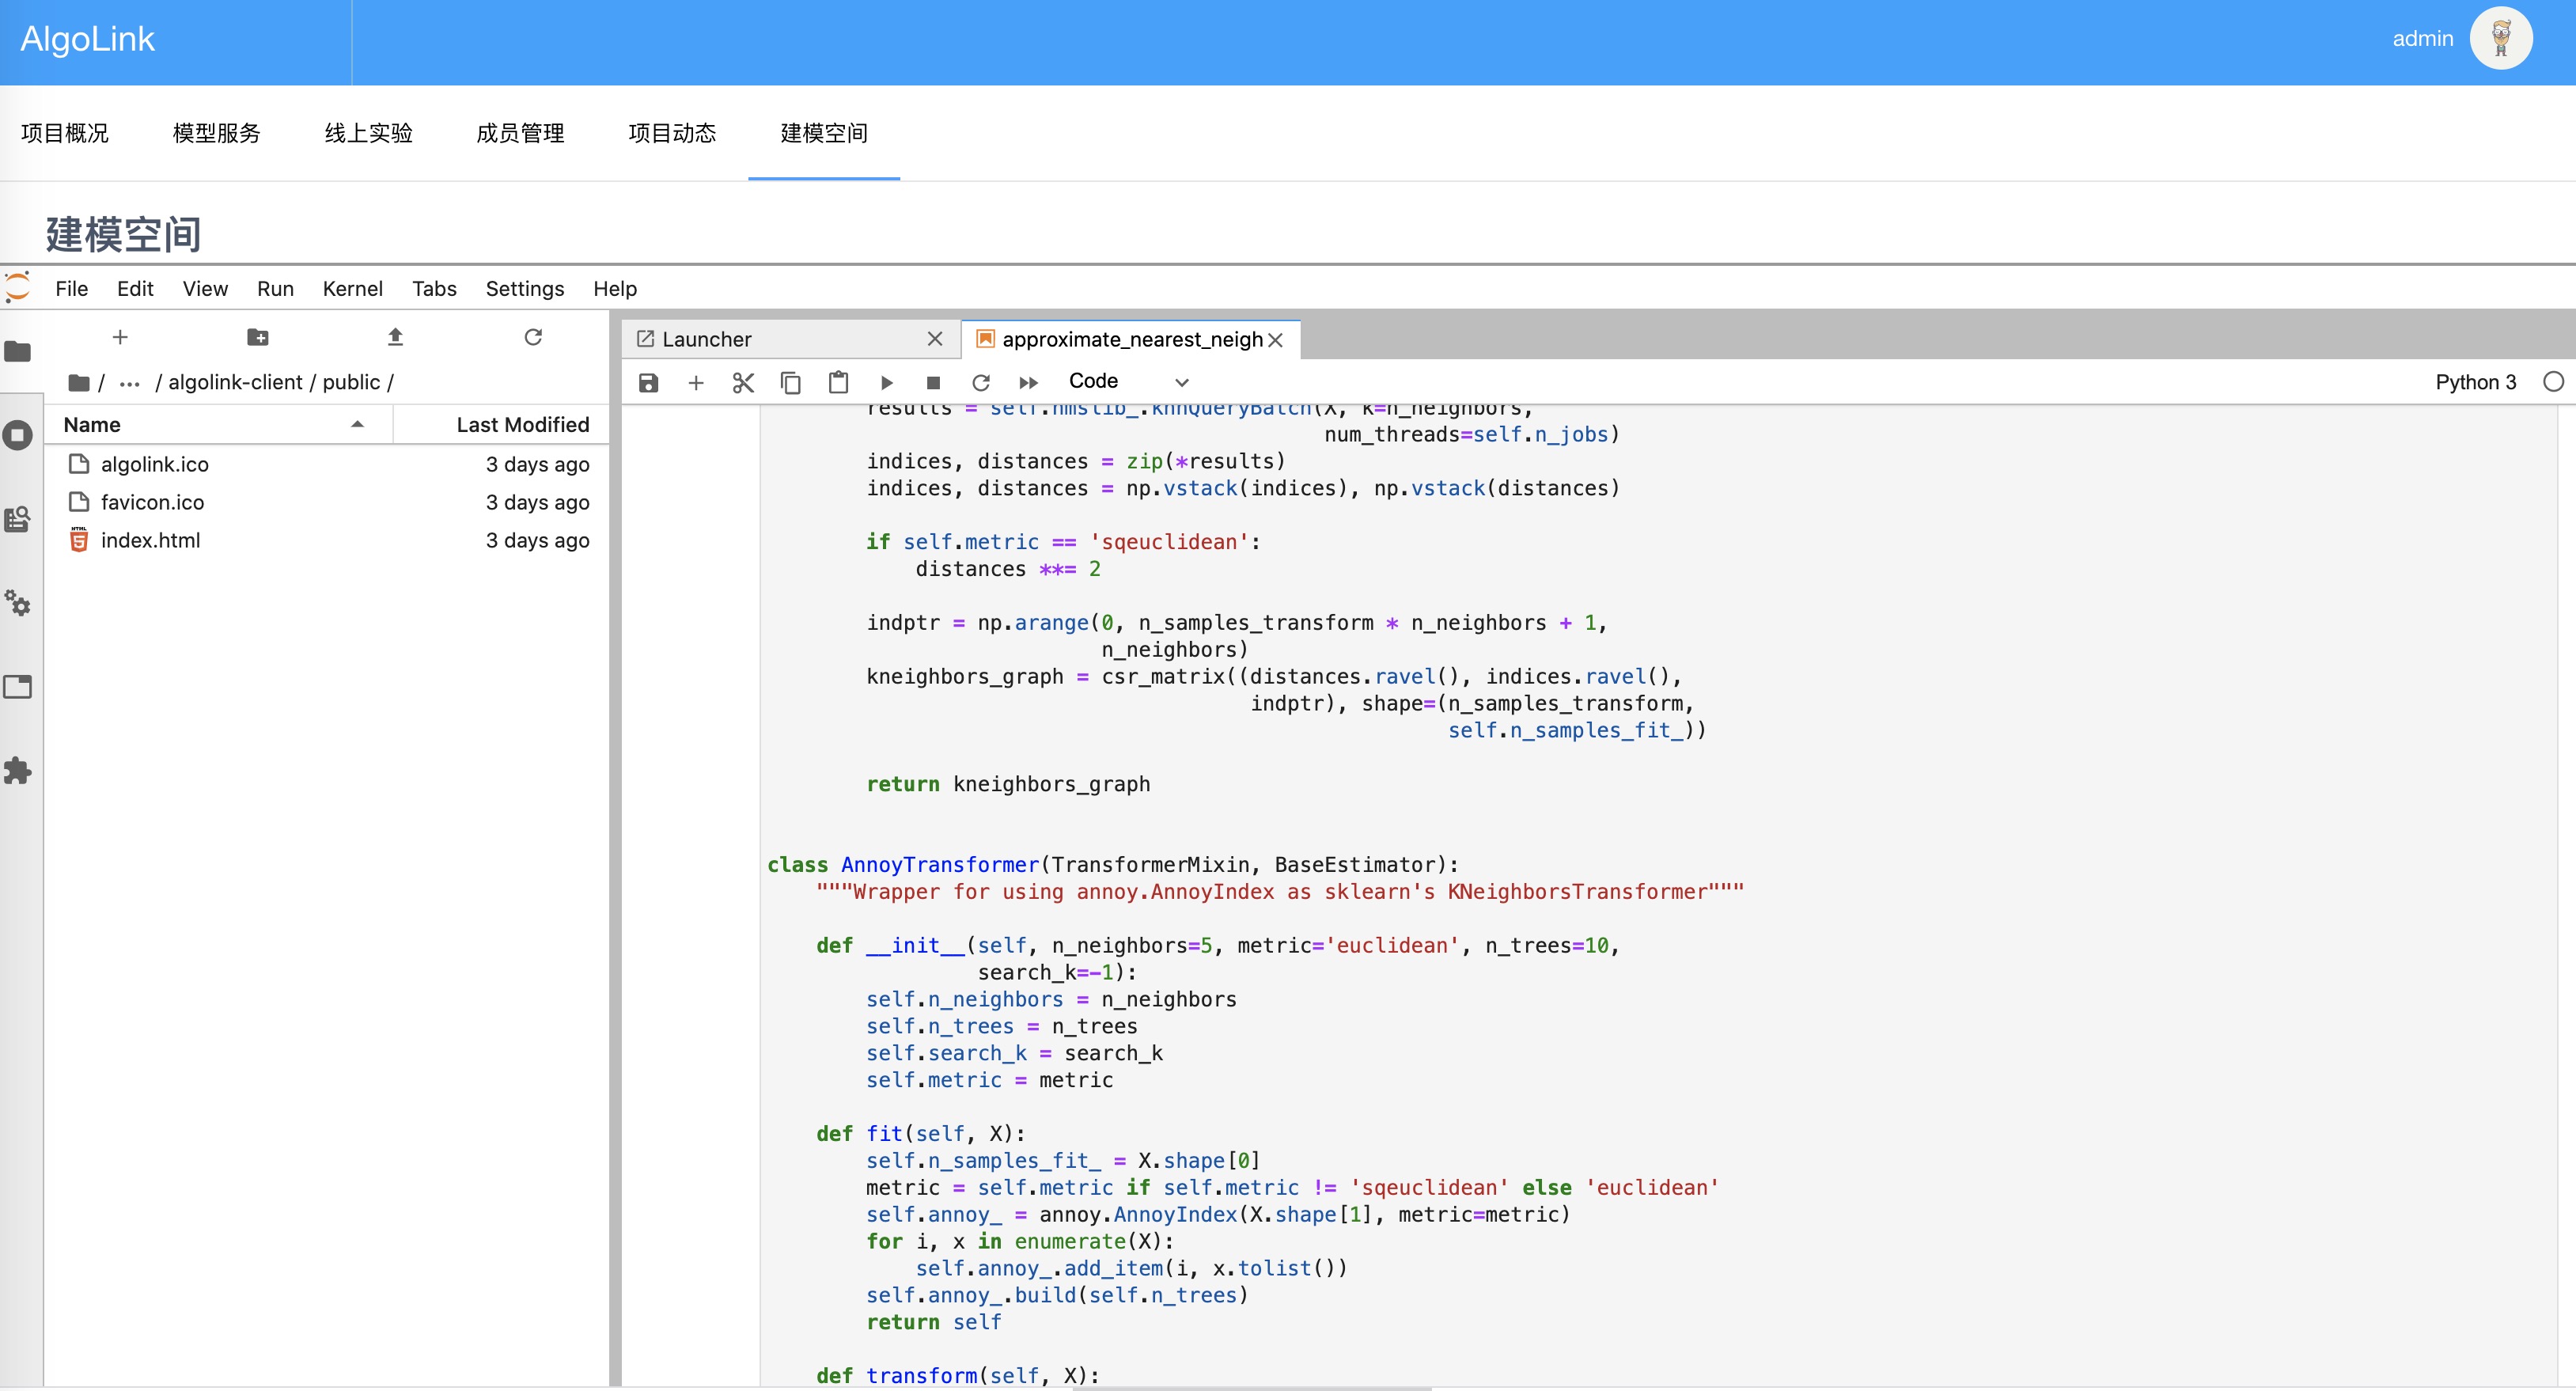 AlgoLink
admin
项目概况 模型服务 线上实验 成员管理 项目动态 建模空间
建模空间
File Edit View Run Kernel Tabs Settings Help
/ ... / algolink-client / public /
Name Last Modified
algolink.ico 3 days ago
favicon.ico 3 days ago
index.html 3 days ago
Launcher approximate_nearest_neigh
Code Python 3
results = self.nmslib_.knnQueryBatch(X, k=n_neighbors,
num_threads=self.n_jobs)
indices, distances = zip(*results)
indices, distances = np.vstack(indices), np.vstack(distances)
if self.metric == 'sqeuclidean':
distances **= 2
indptr = np.arange(0, n_samples_transform * n_neighbors + 1,
n_neighbors)
kneighbors_graph = csr_matrix((distances.ravel(), indices.ravel(),
indptr), shape=(n_samples_transform,
self.n_samples_fit_))
return kneighbors_graph
class AnnoyTransformer(TransformerMixin, BaseEstimator):
"""Wrapper for using annoy.AnnoyIndex as sklearn's KNeighborsTransformer"""
def __init__(self, n_neighbors=5, metric='euclidean', n_trees=10,
search_k=-1):
self.n_neighbors = n_neighbors
self.n_trees = n_trees
self.search_k = search_k
self.metric = metric
def fit(self, X):
self.n_samples_fit_ = X.shape[0]
metric = self.metric if self.metric != 'sqeuclidean' else 'euclidean'
self.annoy_ = annoy.AnnoyIndex(X.shape[1], metric=metric)
for i, x in enumerate(X):
self.annoy_.add_item(i, x.tolist())
self.annoy_.build(self.n_trees)
return self
def transform(self, X):